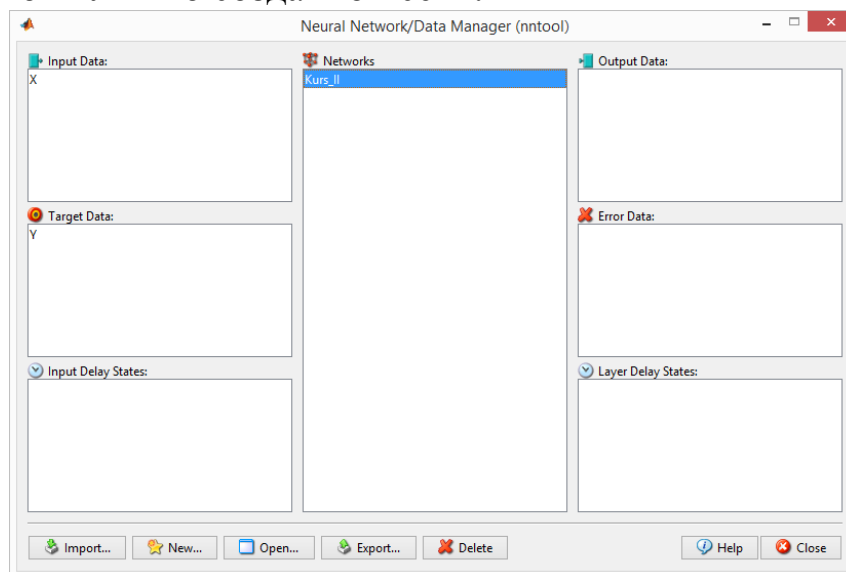 Neural Network/Data Manager (nntool)
Input Data:
X
Networks
Kurs_II
Output Data:
Target Data:
Y
Error Data:
Input Delay States:
Layer Delay States:
Import...
New...
Open...
Export...
Delete
Help
Close